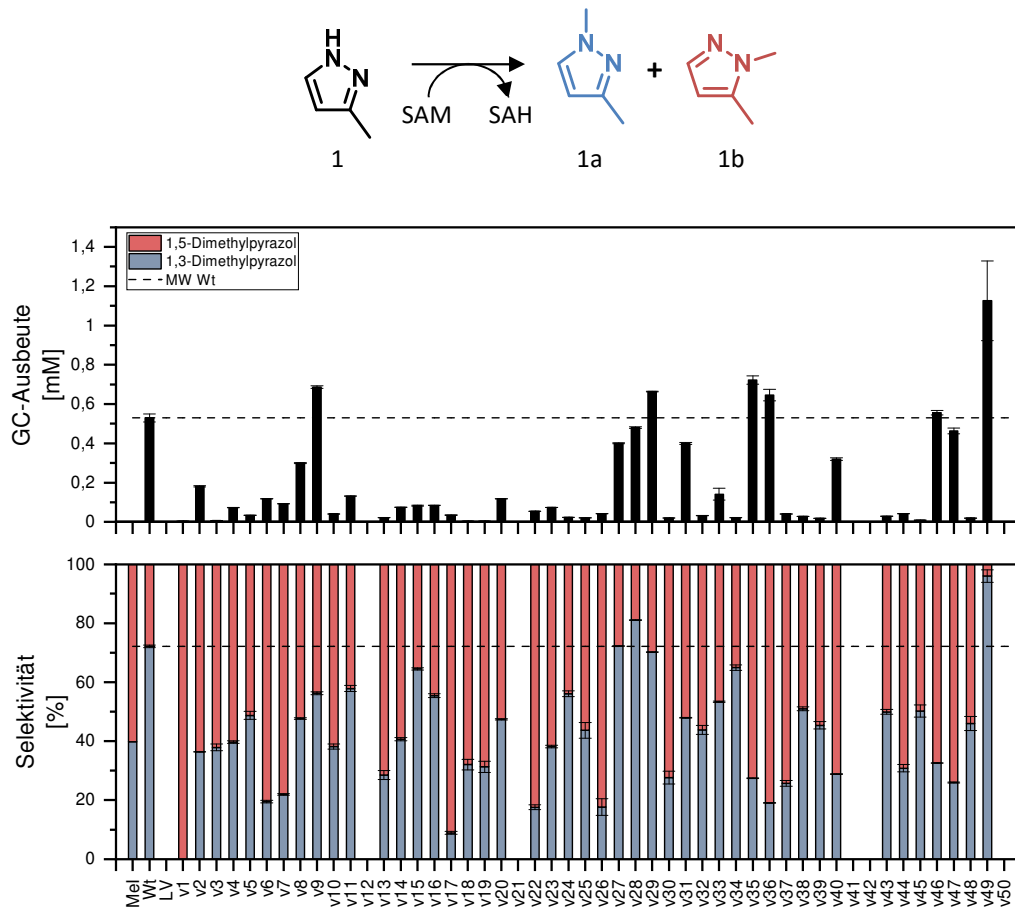 H
N
N
SAM
SAH
1
N
N
1a
+
N
N
1b
GC-Ausbeute
[mM]
1,4
1,2
1
0,8
0,6
0,4
0,2
0
1,5-Dimethylpyrazol
1,3-Dimethylpyrazol
MW Wt
Selektivität
[%]
100
80
60
40
20
0
Mel
Wt
LV
v1
v2
v3
v4
v5
v6
v7
v8
v9
v10
v11
v12
v13
v14
v15
v16
v17
v18
v19
v20
v21
v22
v23
v24
v25
v26
v27
v28
v29
v30
v31
v32
v33
v34
v35
v36
v37
v38
v39
v40
v41
v42
v43
v44
v45
v46
v47
v48
v49
v50